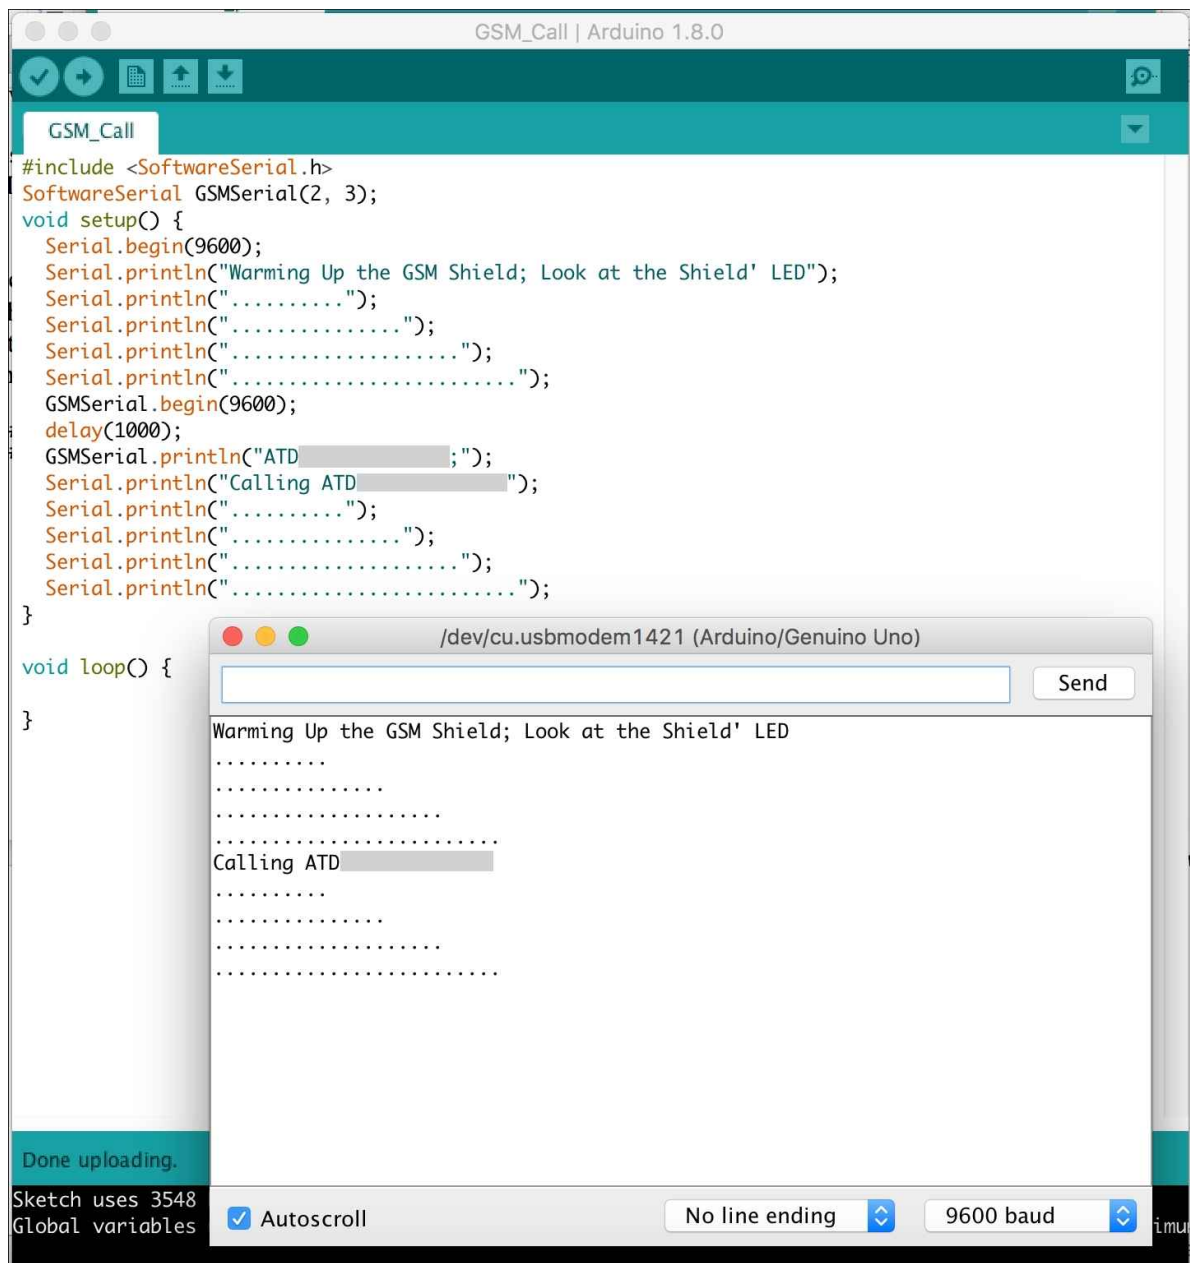 GSM_Call | Arduino 1.8.0
GSM_Call
#include <SoftwareSerial.h>
SoftwareSerial GSMSerial(2, 3);
void setup() {
  Serial.begin(9600);
  Serial.println("Warming Up the GSM Shield; Look at the Shield' LED");
  Serial.println("..........");
  Serial.println("...............");
  Serial.println("....................");
  Serial.println(".........................");
  GSMSerial.begin(9600);
  delay(1000);
  GSMSerial.println("ATD;");
  Serial.println("Calling ATD");
  Serial.println("..........");
  Serial.println("...............");
  Serial.println("....................");
  Serial.println(".........................");
}
void loop() {
}
/dev/cu.usbmodem1421 (Arduino/Genuino Uno)
Send
Warming Up the GSM Shield; Look at the Shield' LED
..........
...............
....................
.........................
Calling ATD
..........
...............
....................
.........................
Done uploading.
Sketch uses 3548
Global variables
Autoscroll
No line ending
9600 baud